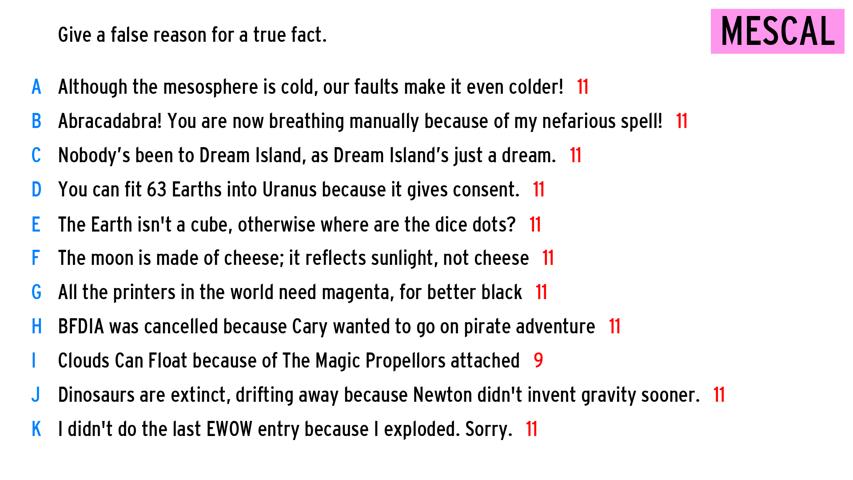 Give a false reason for a true fact.
MESCAL
A Although the mesosphere is cold, our faults make it even colder! 11
B Abracadabra! You are now breathing manually because of my nefarious spell! 11
C Nobody's been to Dream Island, as Dream Island's just a dream. 11
D You can fit 63 Earths into Uranus because it gives consent. 11
E The Earth isn't a cube, otherwise where are the dice dots? 11
F The moon is made of cheese; it reflects sunlight, not cheese 11
G All the printers in the world need magenta, for better black 11
H BFDIA was cancelled because Cary wanted to go on pirate adventure 11
I Clouds Can Float because of The Magic Propellors attached 9
J Dinosaurs are extinct, drifting away because Newton didn't invent gravity sooner. 11
K I didn't do the last EWOW entry because I exploded. Sorry. 11